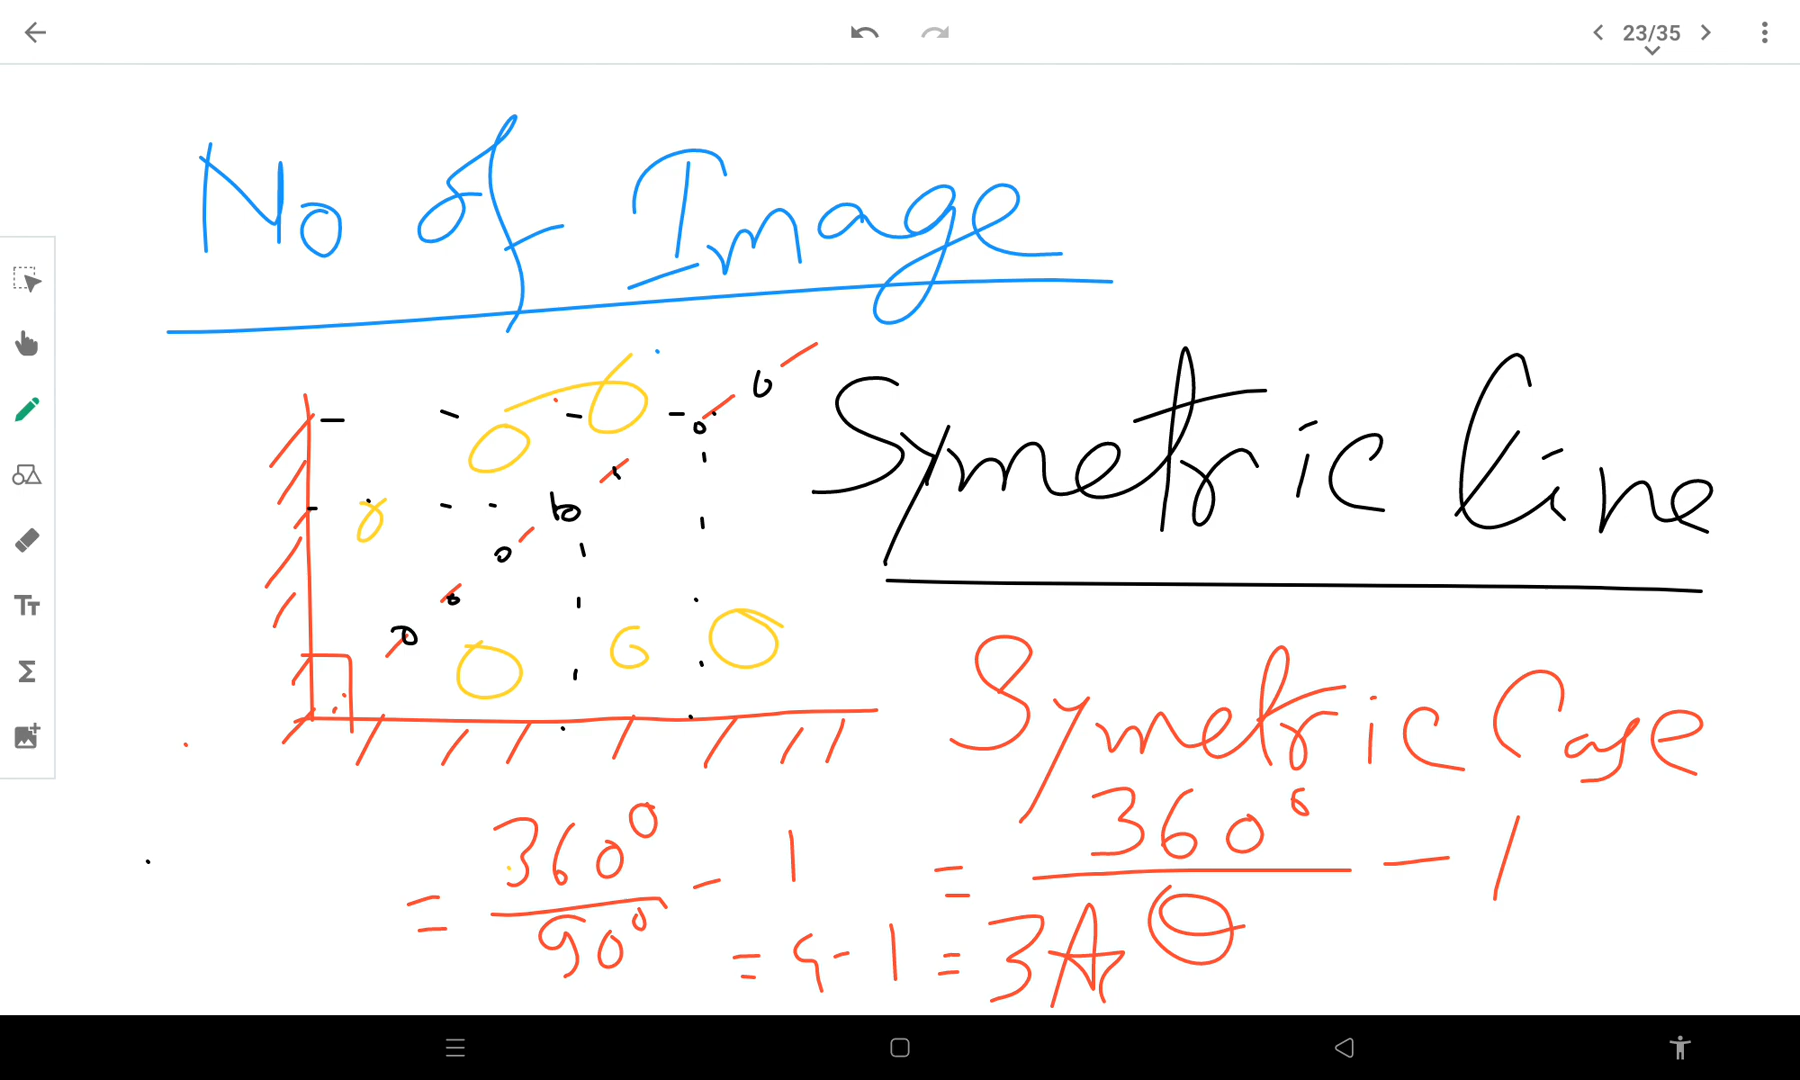 23/35
No of Image
Symetric Line
Symetric Case
= 360° / 90° - 1 = 360° / θ - 1
= 4 - 1 = 3 A